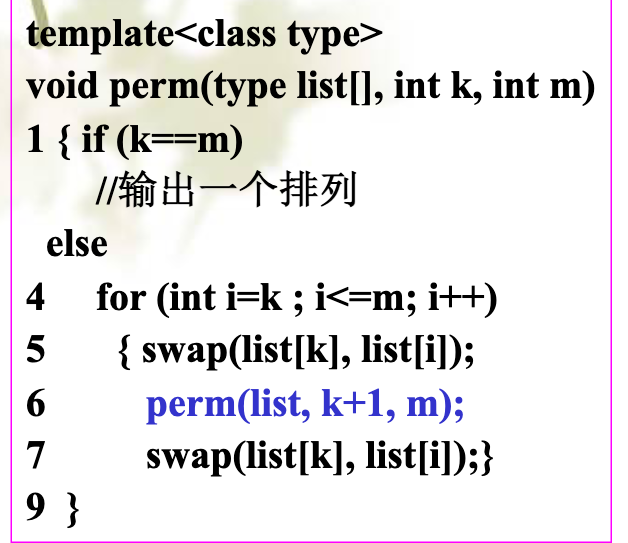 template<class type>
void perm(type list[], int k, int m)
1 { if (k==m)
//输出一个排列
else
4 for (int i=k ; i<=m; i++)
5 { swap(list[k], list[i]);
6 perm(list, k+1, m);
7 swap(list[k], list[i]);}
9 }